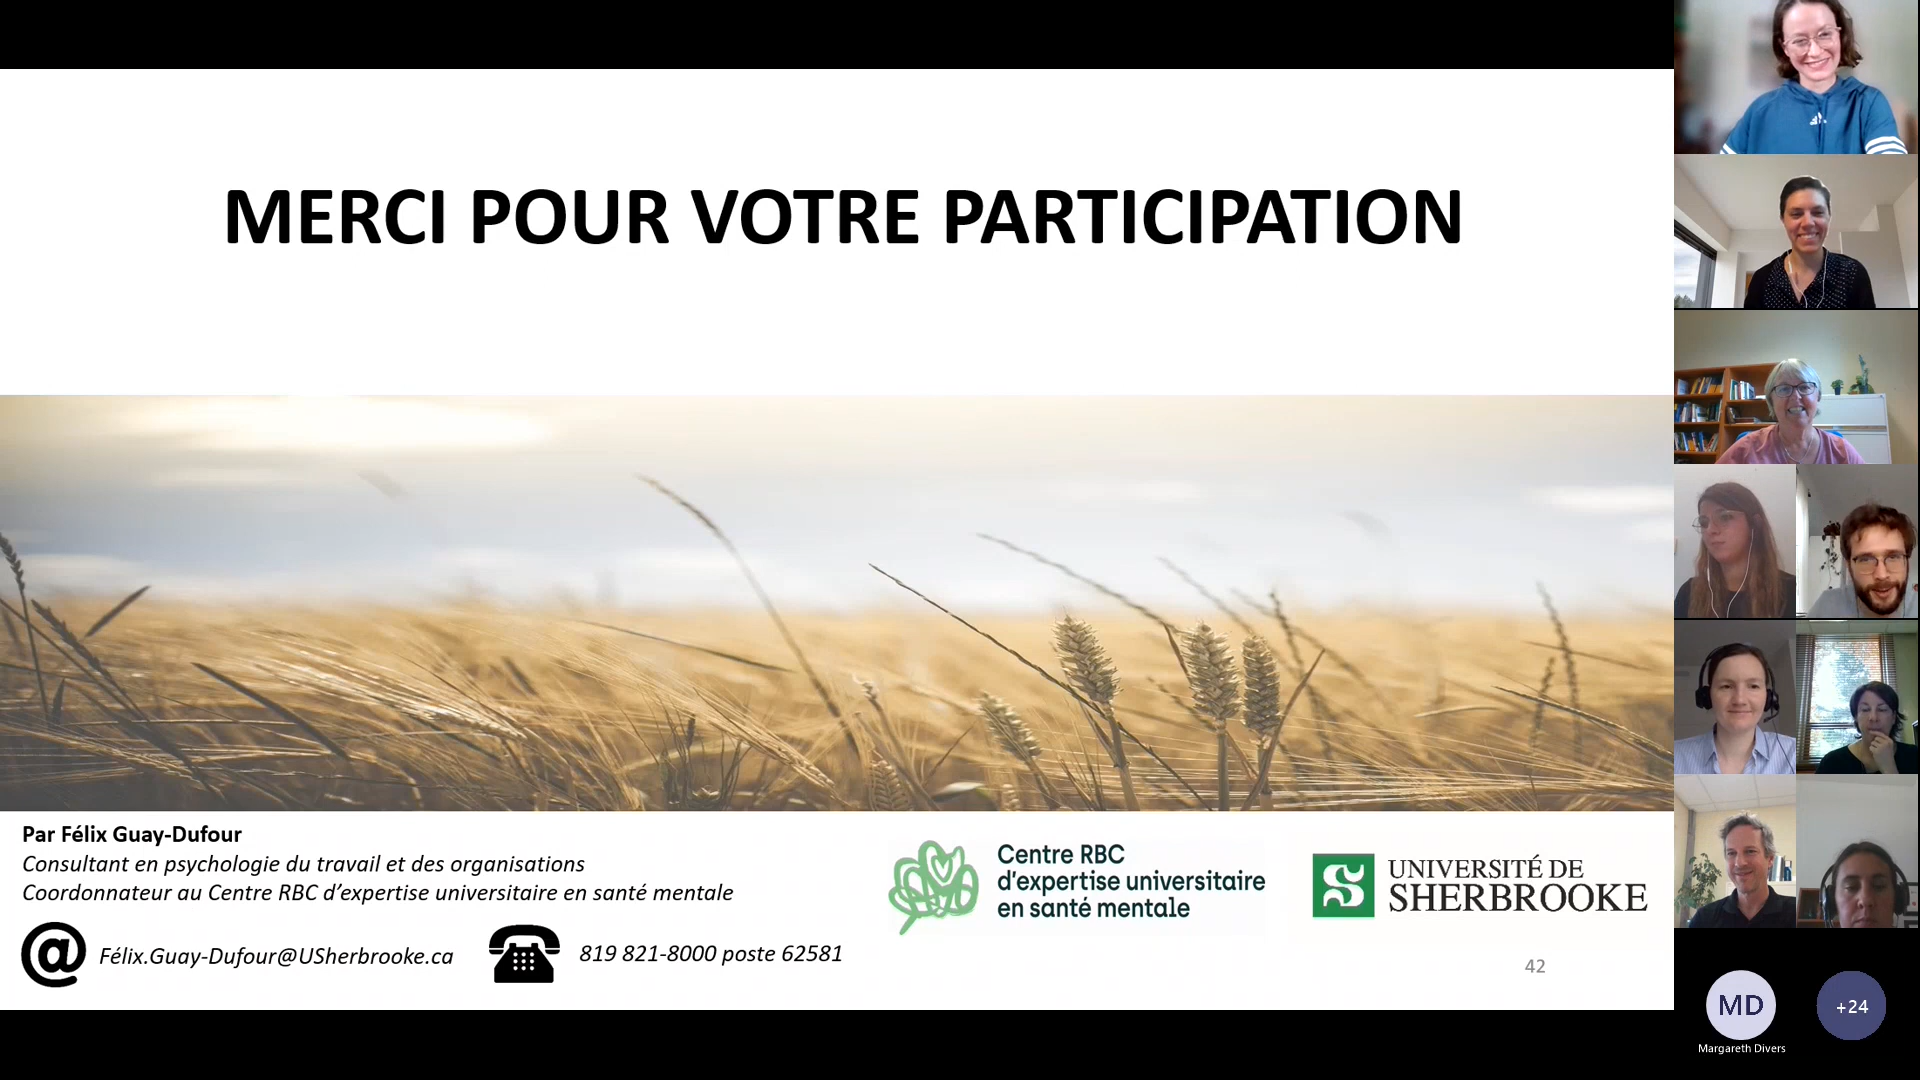 MERCI POUR VOTRE PARTICIPATION
Par Félix Guay-Dufour
Consultant en psychologie du travail et des organisations
Coordonnateur au Centre RBC d’expertise universitaire en santé mentale
@ Félix.Guay-Dufour@USherbrooke.ca
819 821-8000 poste 62581
Centre RBC
d’expertise universitaire
en santé mentale
UNIVERSITÉ DE
SHERBROOKE
42
MD
Margareth Divers
+24